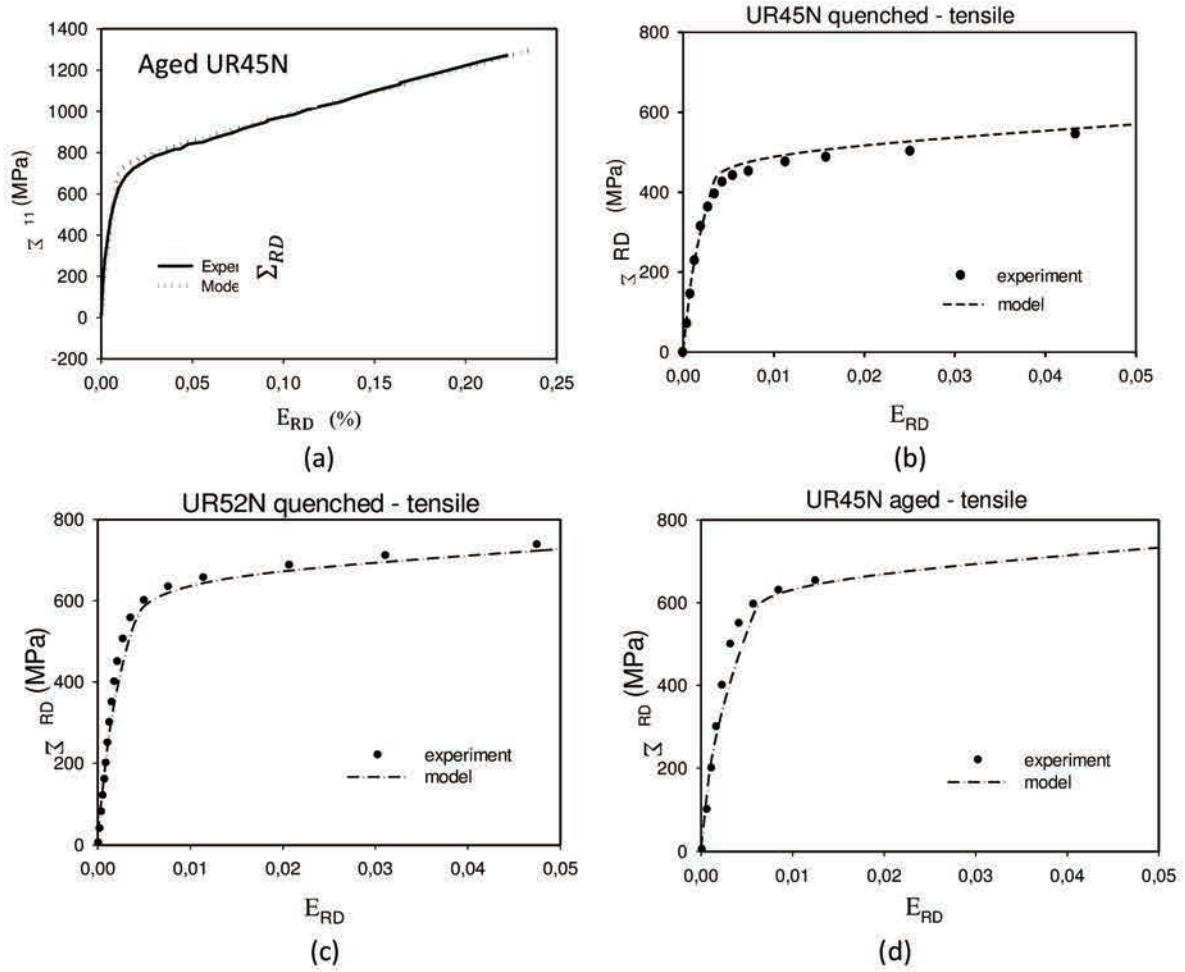 1400
1200
1000
800
600
400
200
0
-200
Σ 11 (MPa)
Aged UR45N
Exper
Mode
Σ RD
0,00 0,05 0,10 0,15 0,20 0,25
E RD (%)
(a)
UR45N quenched - tensile
800
600
400
200
0
Σ RD (MPa)
experiment
model
0,00 0,01 0,02 0,03 0,04 0,05
E RD
(b)
UR52N quenched - tensile
800
600
400
200
0
Σ RD (MPa)
experiment
model
0,00 0,01 0,02 0,03 0,04 0,05
E RD
(c)
UR45N aged - tensile
800
600
400
200
0
Σ RD (MPa)
experiment
model
0,00 0,01 0,02 0,03 0,04 0,05
E RD
(d)